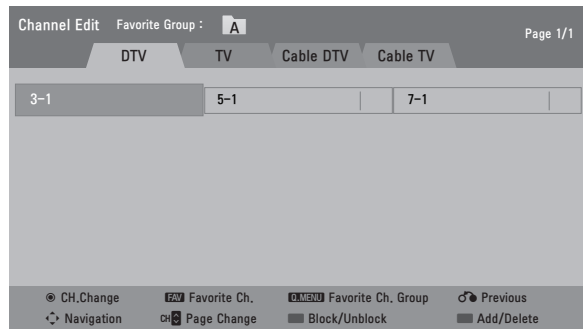 Channel Edit Favorite Group : A
Page 1/1
DTV TV Cable DTV Cable TV
3-1 5-1 7-1
CH.Change FAV Favorite Ch. Q.MENU Favorite Ch. Group Previous
Navigation CH Page Change Block/Unblock Add/Delete